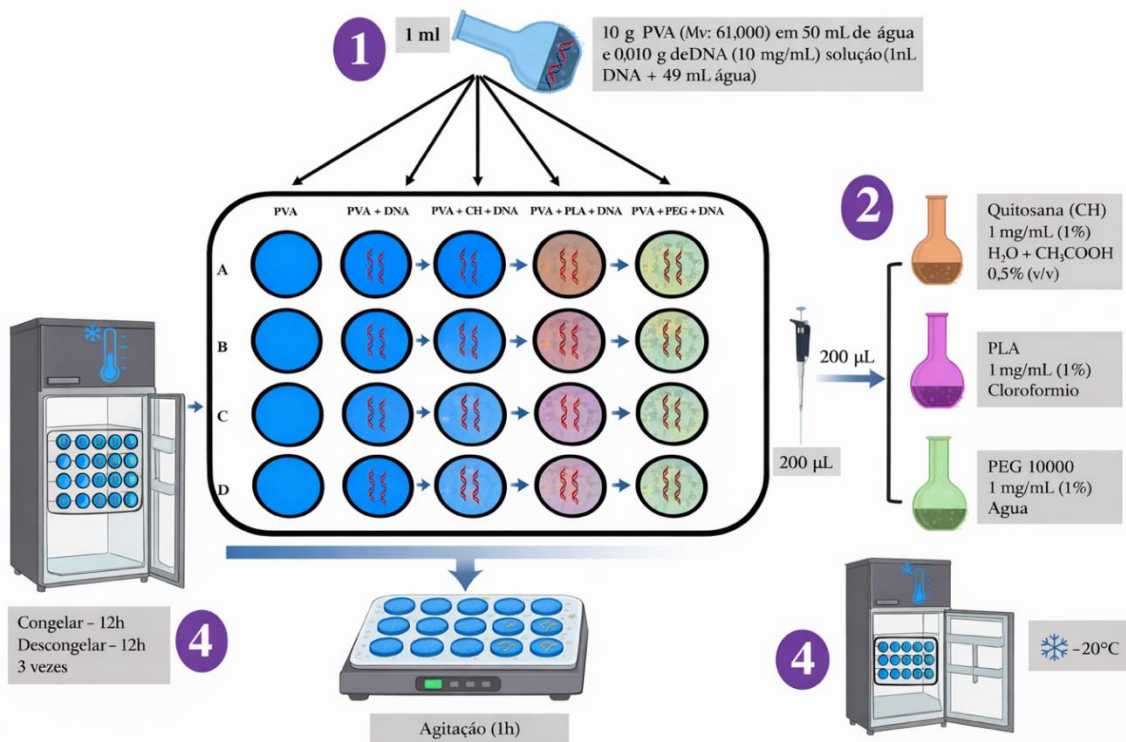 1
1 ml
10 g PVA (Mv: 61,000) em 50 mL de água
e 0,010 g deDNA (10 mg/mL) soluçáo (1nL
DNA + 49 mL água)
PVA
PVA + DNA
PVA + CH + DNA
PVA + PLA + DNA
PVA + PEG + DNA
A
B
C
D
2
Quitosana (CH)
1 mg/mL (1%)
H₂O + CH₃COOH
0,5% (v/v)
200 µL
200 µL
PLA
1 mg/mL (1%)
Cloroformio
PEG 10000
1 mg/mL (1%)
Agua
Congelar – 12h
Descongelar – 12h
3 vezes
4
Agitaçáo (1h)
4
-20°C